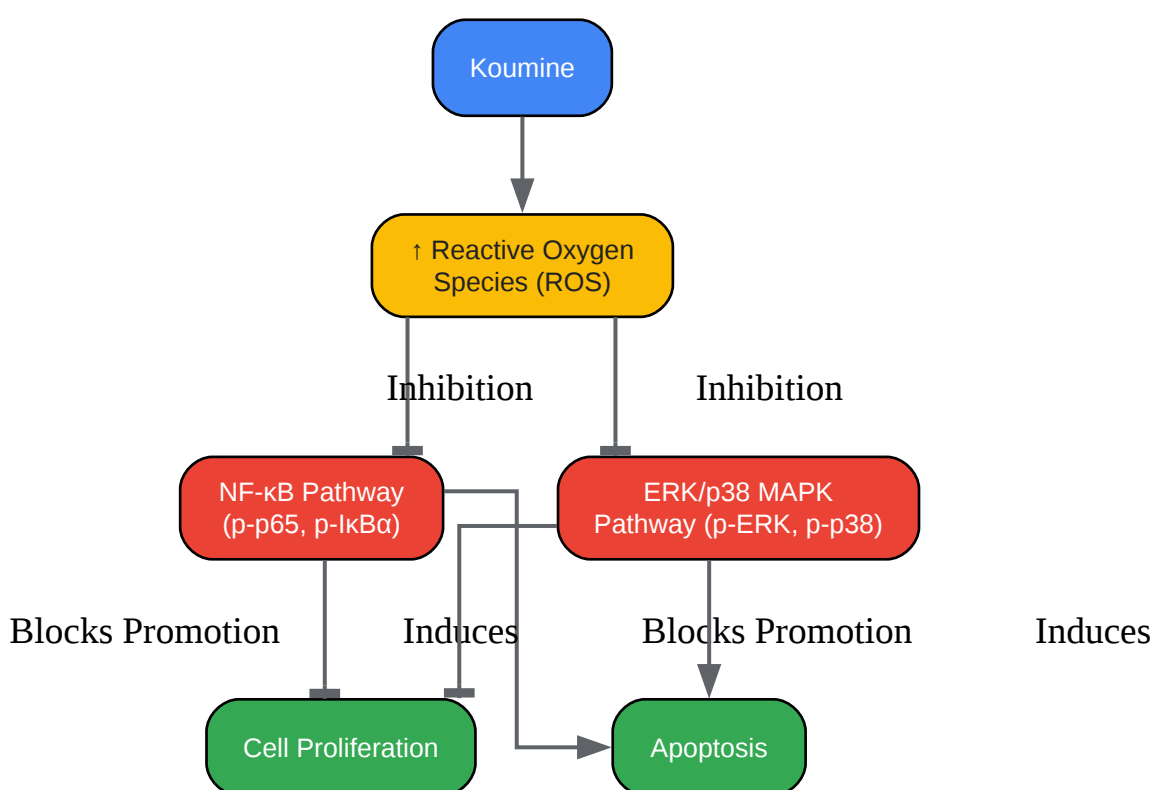 Koumine
↑ Reactive Oxygen
Species (ROS)
Inhibition
Inhibition
NF-κB Pathway
(p-p65, p-IκBα)
ERK/p38 MAPK
Pathway (p-ERK, p-p38)
Blocks Promotion
Induces
Blocks Promotion
Induces
Cell Proliferation
Apoptosis